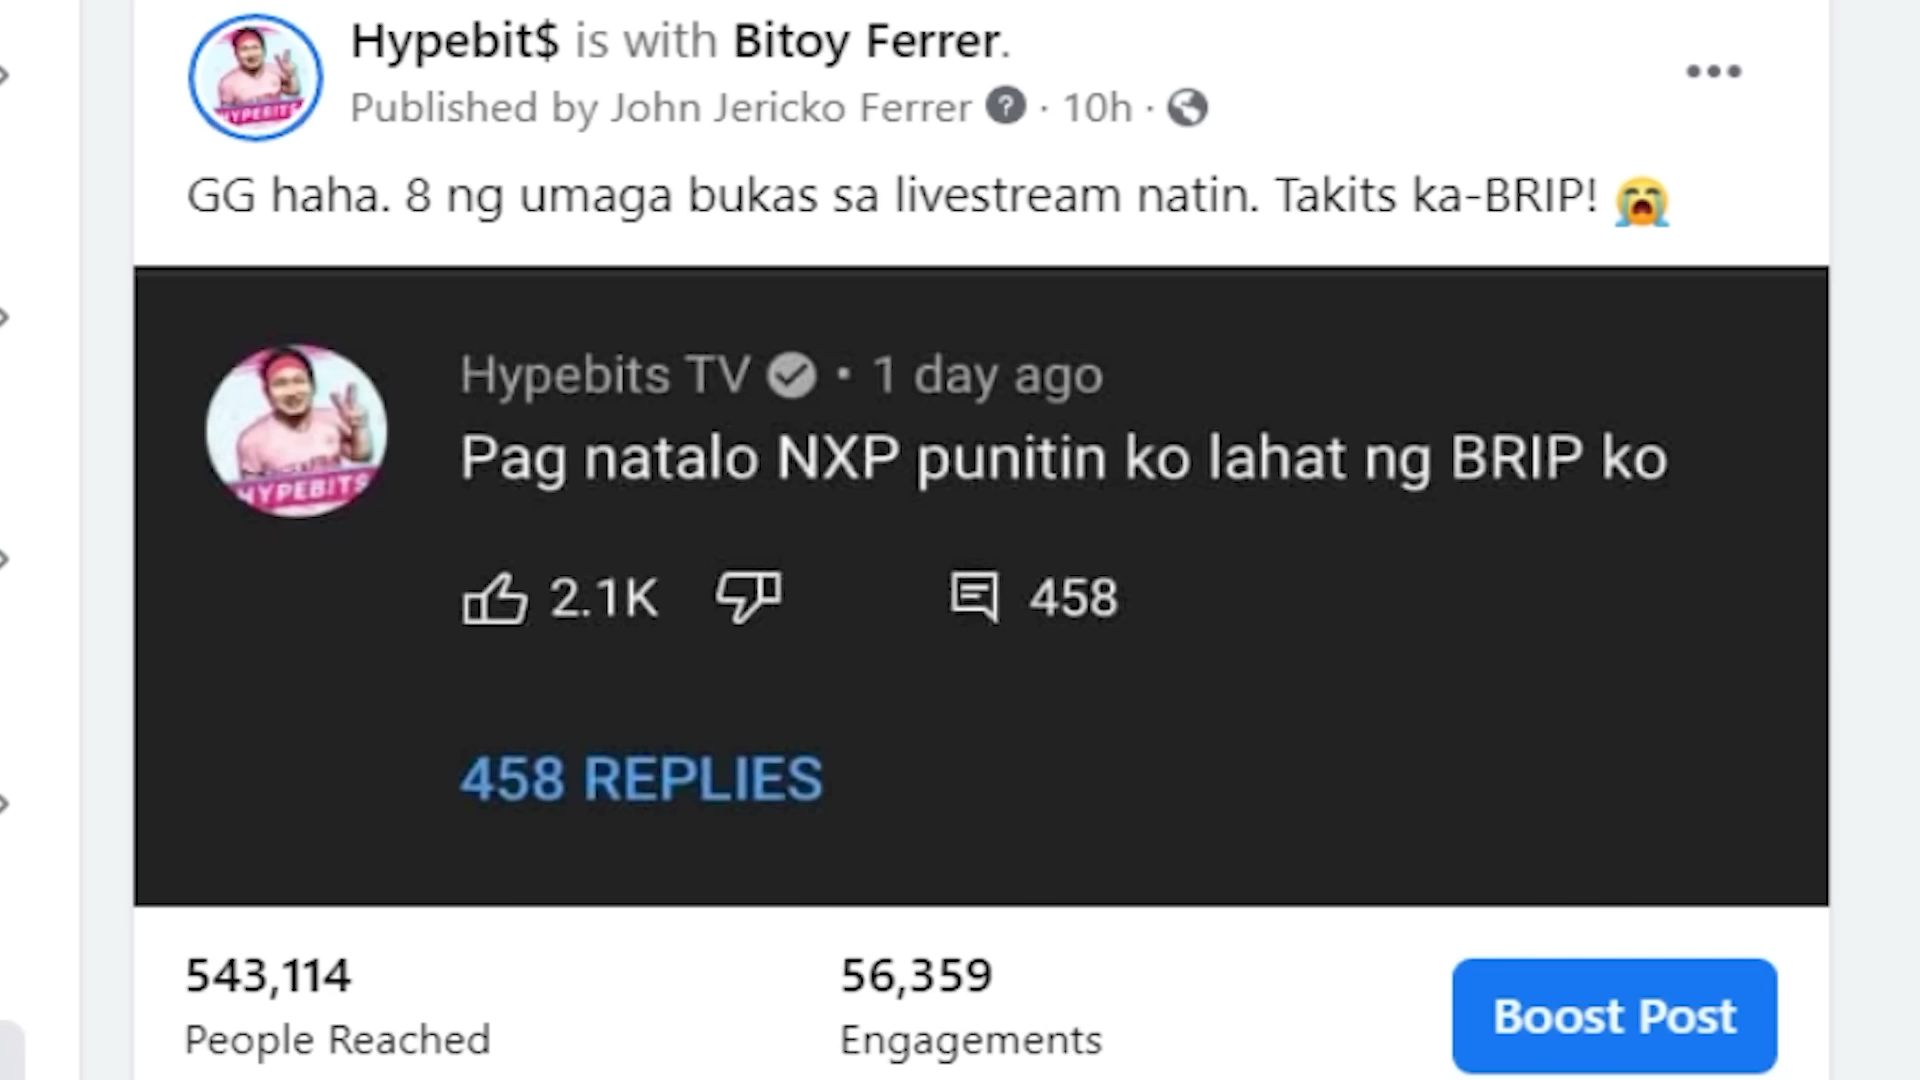 Hypebit$ is with Bitoy Ferrer.
Published by John Jericko Ferrer ? · 10h ·
GG haha. 8 ng umaga bukas sa livestream natin. Takits ka-BRIP! 😭
HYPEBITS
Hypebits TV • 1 day ago
Pag natalo NXP punitin ko lahat ng BRIP ko
2.1K 458
458 REPLIES
543,114 56,359
People Reached Engagements
Boost Post